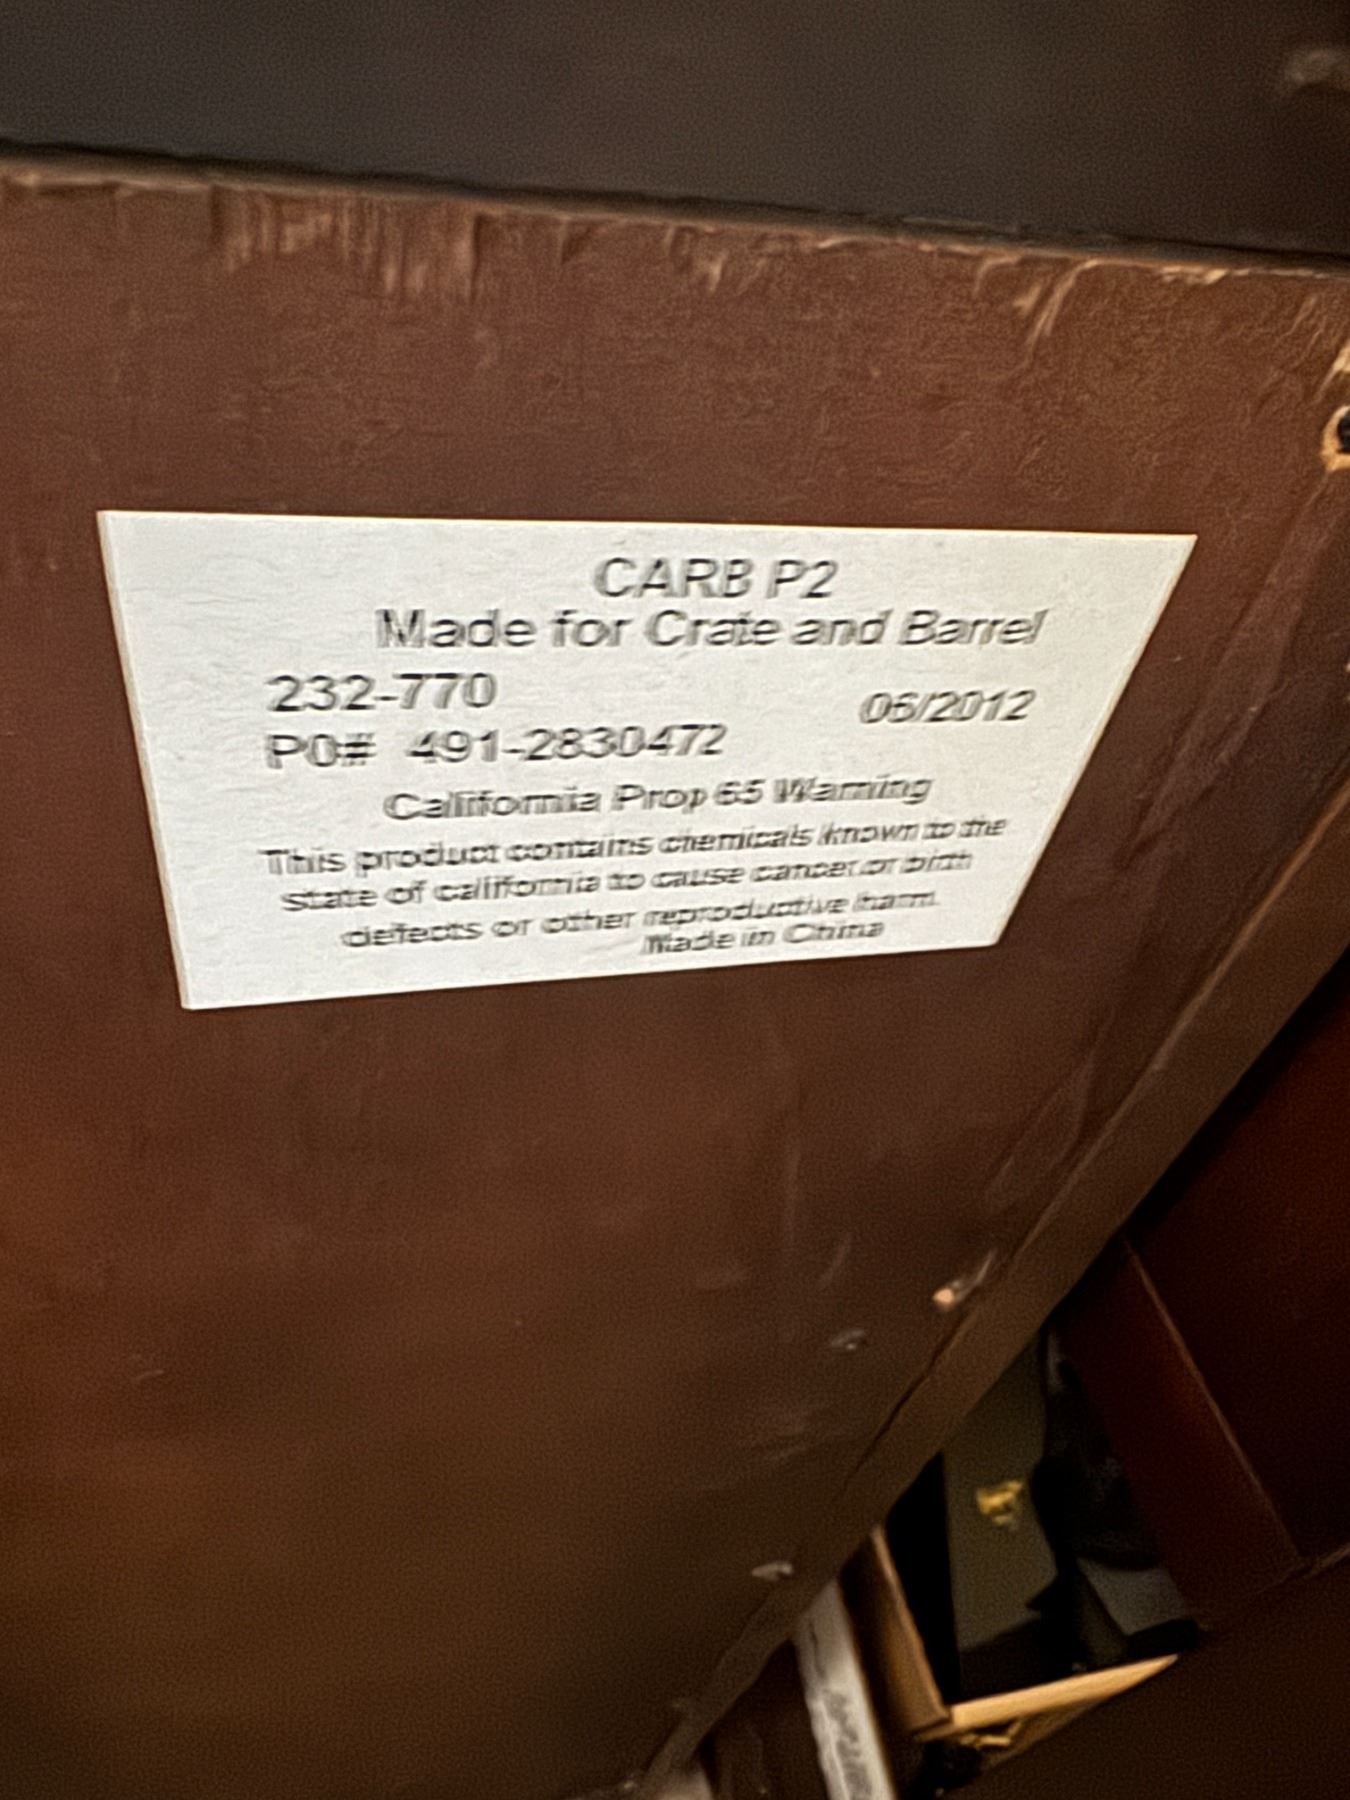 CARB P2
Made for Crate and Barrel
232-770
06/2012
PO# 491-2830472
California Prop 65 Warning
This product contains chemicals known to the
state of california to cause cancer or birth
defects or other reproductive harm.
Made in China